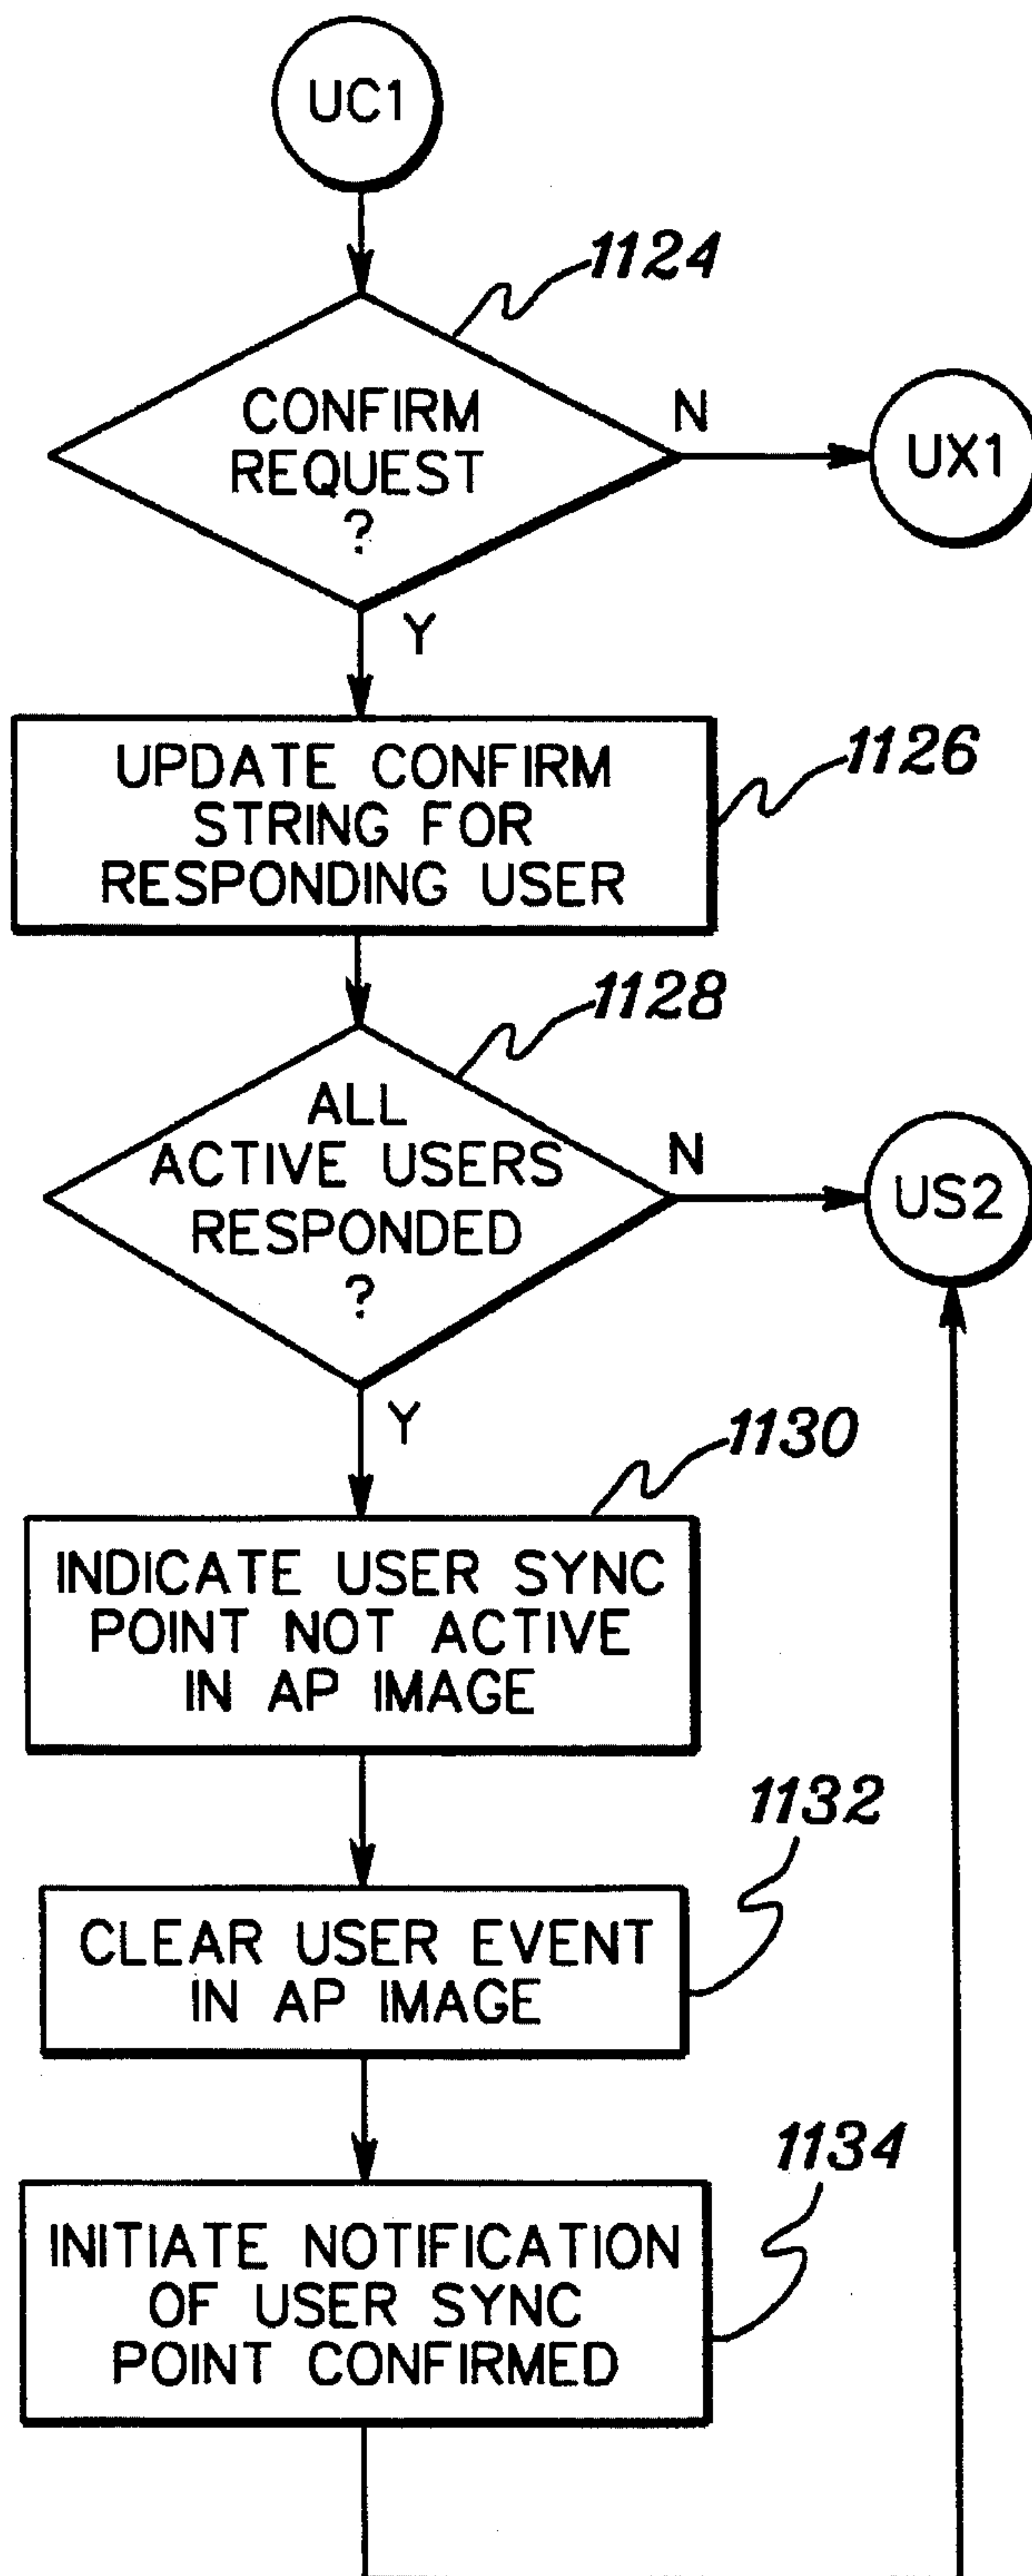 UC1
1124
CONFIRM
REQUEST
?
N
UX1
Y
UPDATE CONFIRM
STRING FOR
RESPONDING USER
1126
1128
ALL
ACTIVE USERS
RESPONDED
?
N
US2
Y
1130
INDICATE USER SYNC
POINT NOT ACTIVE
IN AP IMAGE
1132
CLEAR USER EVENT
IN AP IMAGE
1134
INITIATE NOTIFICATION
OF USER SYNC
POINT CONFIRMED